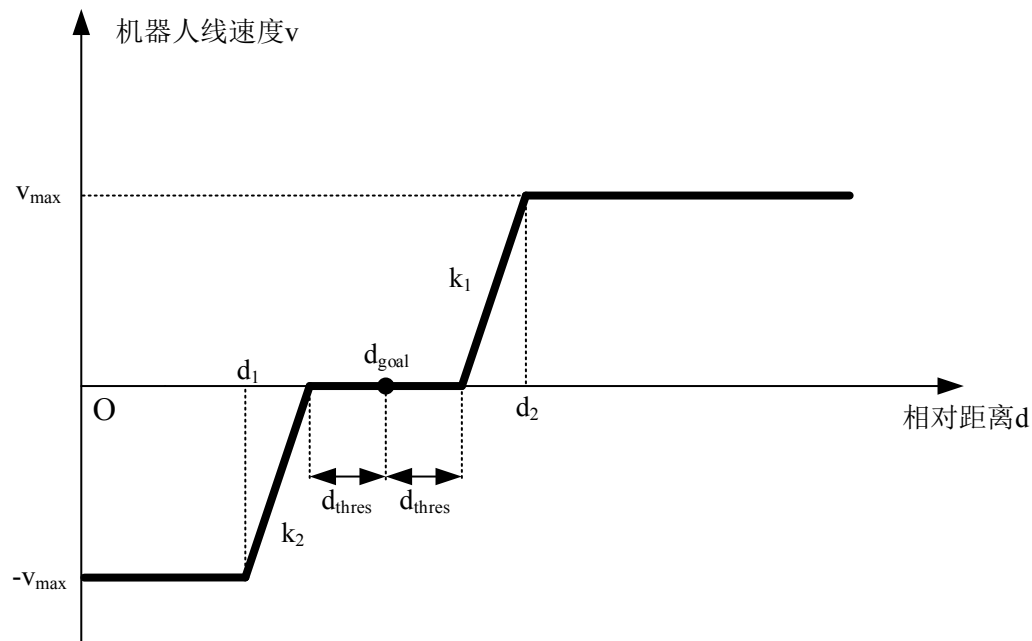 机器人线速度v
vmax
k1
dgoal
d1
O
d2
相对距离d
dthres
dthres
k2
-vmax